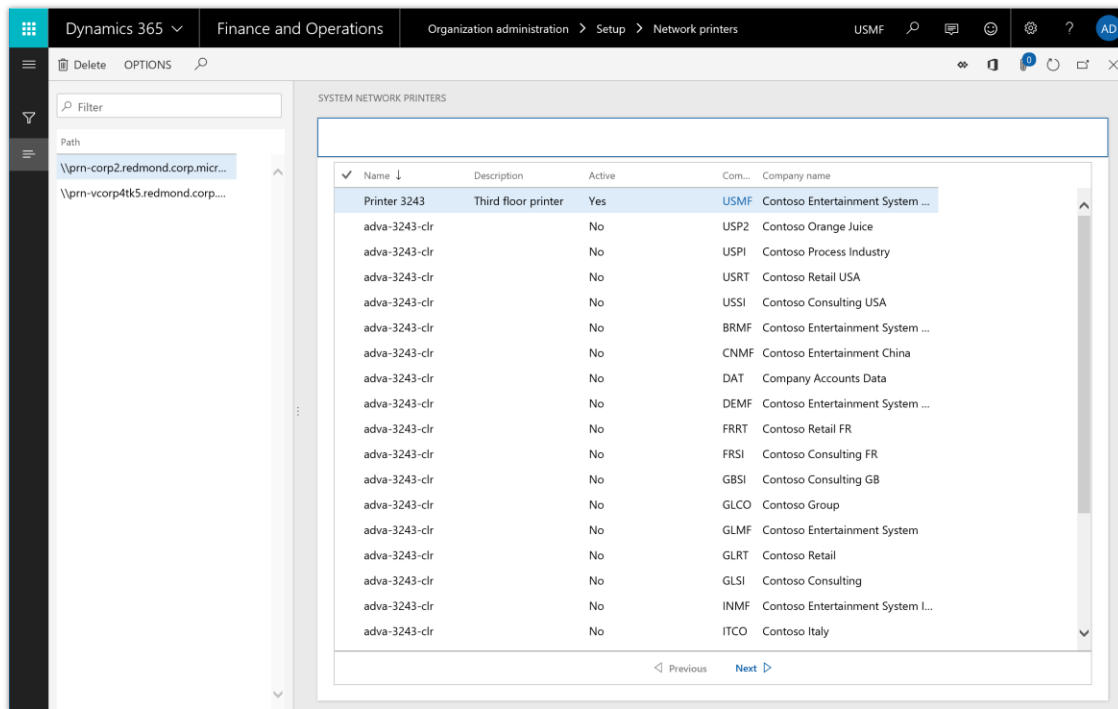 Dynamics 365 Finance and Operations Organization administration > Setup > Network printers USMF ? AD
Delete OPTIONS 0
Filter
Path
\\prn-corp2.redmond.corp.micr...
\\prn-vcorp4tk5.redmond.corp....
SYSTEM NETWORK PRINTERS
Name ↓ Description Active Com... Company name
Printer 3243 Third floor printer Yes USMF Contoso Entertainment System ...
adva-3243-clr No USP2 Contoso Orange Juice
adva-3243-clr No USPI Contoso Process Industry
adva-3243-clr No USRT Contoso Retail USA
adva-3243-clr No USSI Contoso Consulting USA
adva-3243-clr No BRMF Contoso Entertainment System ...
adva-3243-clr No CNMF Contoso Entertainment China
adva-3243-clr No DAT Company Accounts Data
adva-3243-clr No DEMF Contoso Entertainment System ...
adva-3243-clr No FRRT Contoso Retail FR
adva-3243-clr No FRSI Contoso Consulting FR
adva-3243-clr No GBSI Contoso Consulting GB
adva-3243-clr No GLCO Contoso Group
adva-3243-clr No GLMF Contoso Entertainment System
adva-3243-clr No GLRT Contoso Retail
adva-3243-clr No GLSI Contoso Consulting
adva-3243-clr No INMF Contoso Entertainment System I...
adva-3243-clr No ITCO Contoso Italy
Previous Next